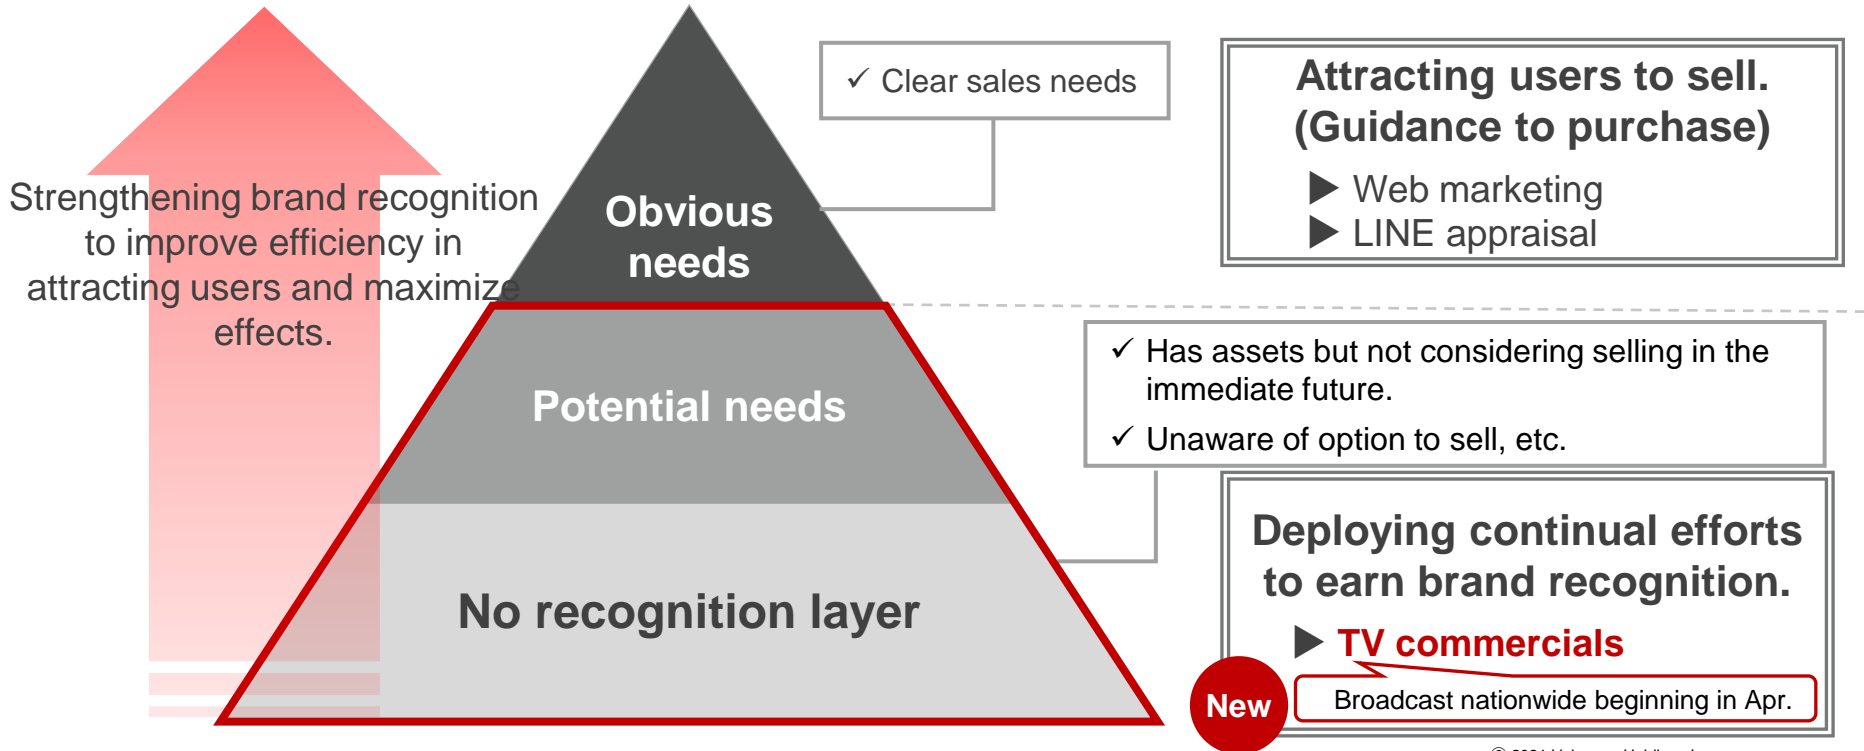 Strengthening brand recognition
to improve efficiency in
attracting users and maximize
effects.
Obvious
needs
Potential needs
No recognition layer
✓ Clear sales needs
Attracting users to sell.
(Guidance to purchase)
▶ Web marketing
▶ LINE appraisal
✓ Has assets but not considering selling in the
immediate future.
✓ Unaware of option to sell, etc.
Deploying continual efforts
to earn brand recognition.
▶ TV commercials
New
Broadcast nationwide beginning in Apr.